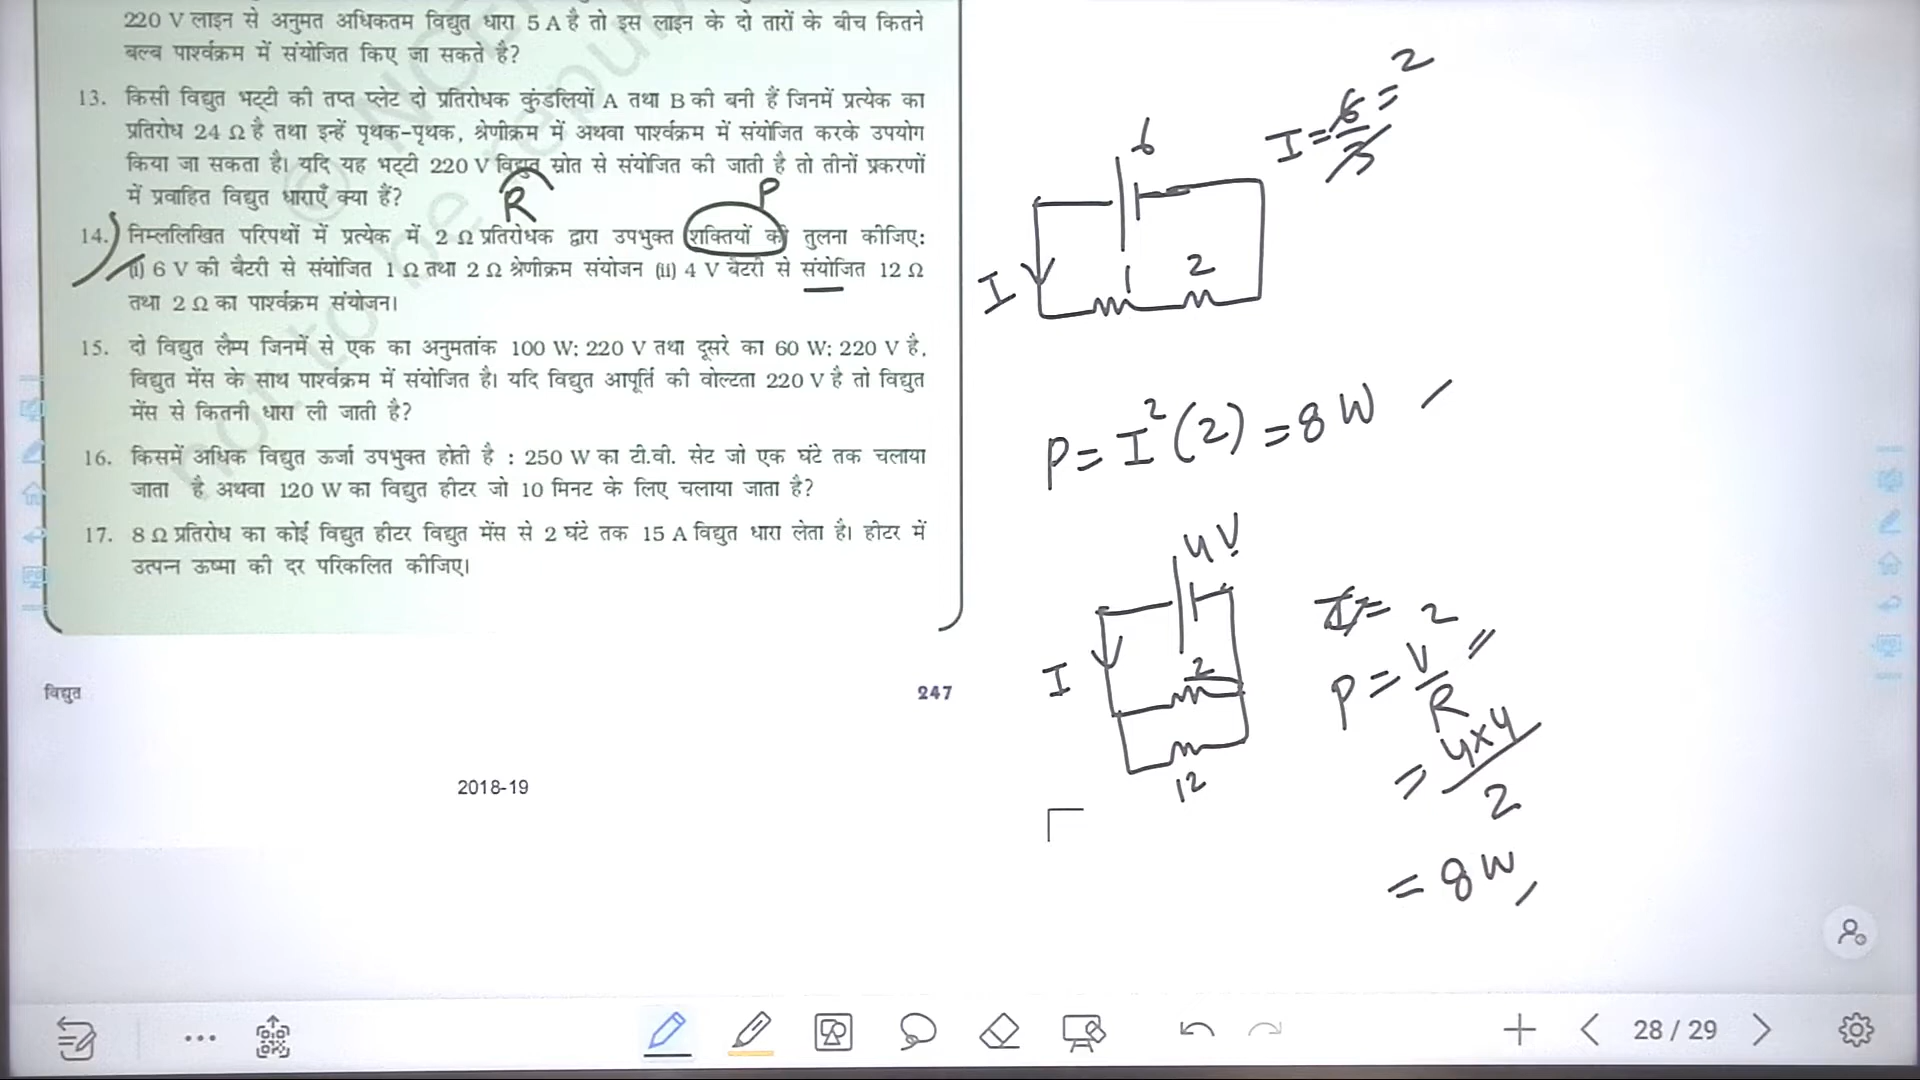 220 V लाइन से अनुमत अधिकतम विद्युत धारा 5 A है तो इस लाइन के दो तारों के बीच कितने
बल्ब पार्श्वक्रम में संयोजित किए जा सकते है?
13. किसी विद्युत भट्टी की तप्त प्लेट दो प्रतिरोधक कुंडलियों A तथा B की बनी हैं जिनमें प्रत्येक का
प्रतिरोध 24 Ω है तथा इन्हें पृथक-पृथक, श्रेणीक्रम में अथवा पार्श्वक्रम में संयोजित करके उपयोग
किया जा सकता है। यदि यह भट्टी 220 V विद्युत स्रोत से संयोजित की जाती है तो तीनों प्रकरणों
में प्रवाहित विद्युत धाराएँ क्या हैं?
R
P
14. निम्ललिखित परिपथों में प्रत्येक में 2 Ω प्रतिरोधक द्वारा उपभुक्त शक्तियों की तुलना कीजिए:
(i) 6 V की बैटरी से संयोजित 1 Ω तथा 2 Ω श्रेणीक्रम संयोजन (ii) 4 V बैटरी से संयोजित 12 Ω
तथा 2 Ω का पार्श्वक्रम संयोजन।
15. दो विद्युत लैम्प जिनमें से एक का अनुमतांक 100 W; 220 V तथा दूसरे का 60 W; 220 V है,
विद्युत मेंस के साथ पार्श्वक्रम में संयोजित है। यदि विद्युत आपूर्ति की वोल्टता 220 V है तो विद्युत
मेंस से कितनी धारा ली जाती है?
16. किसमें अधिक विद्युत ऊर्जा उपभुक्त होती है : 250 W का टी.वी. सेट जो एक घंटे तक चलाया
जाता है अथवा 120 W का विद्युत हीटर जो 10 मिनट के लिए चलाया जाता है?
17. 8 Ω प्रतिरोध का कोई विद्युत हीटर विद्युत मेंस से 2 घंटे तक 15 A विद्युत धारा लेता है। हीटर में
उत्पन्न ऊष्मा की दर परिकलित कीजिए।
विद्युत
247
2018-19
6
I = 6/3 = 2
I
1
2
P = I² (2) = 8 W
4V
I
2
12
I =
P = V²/R
= 4×4/2
= 8 W
28 / 29